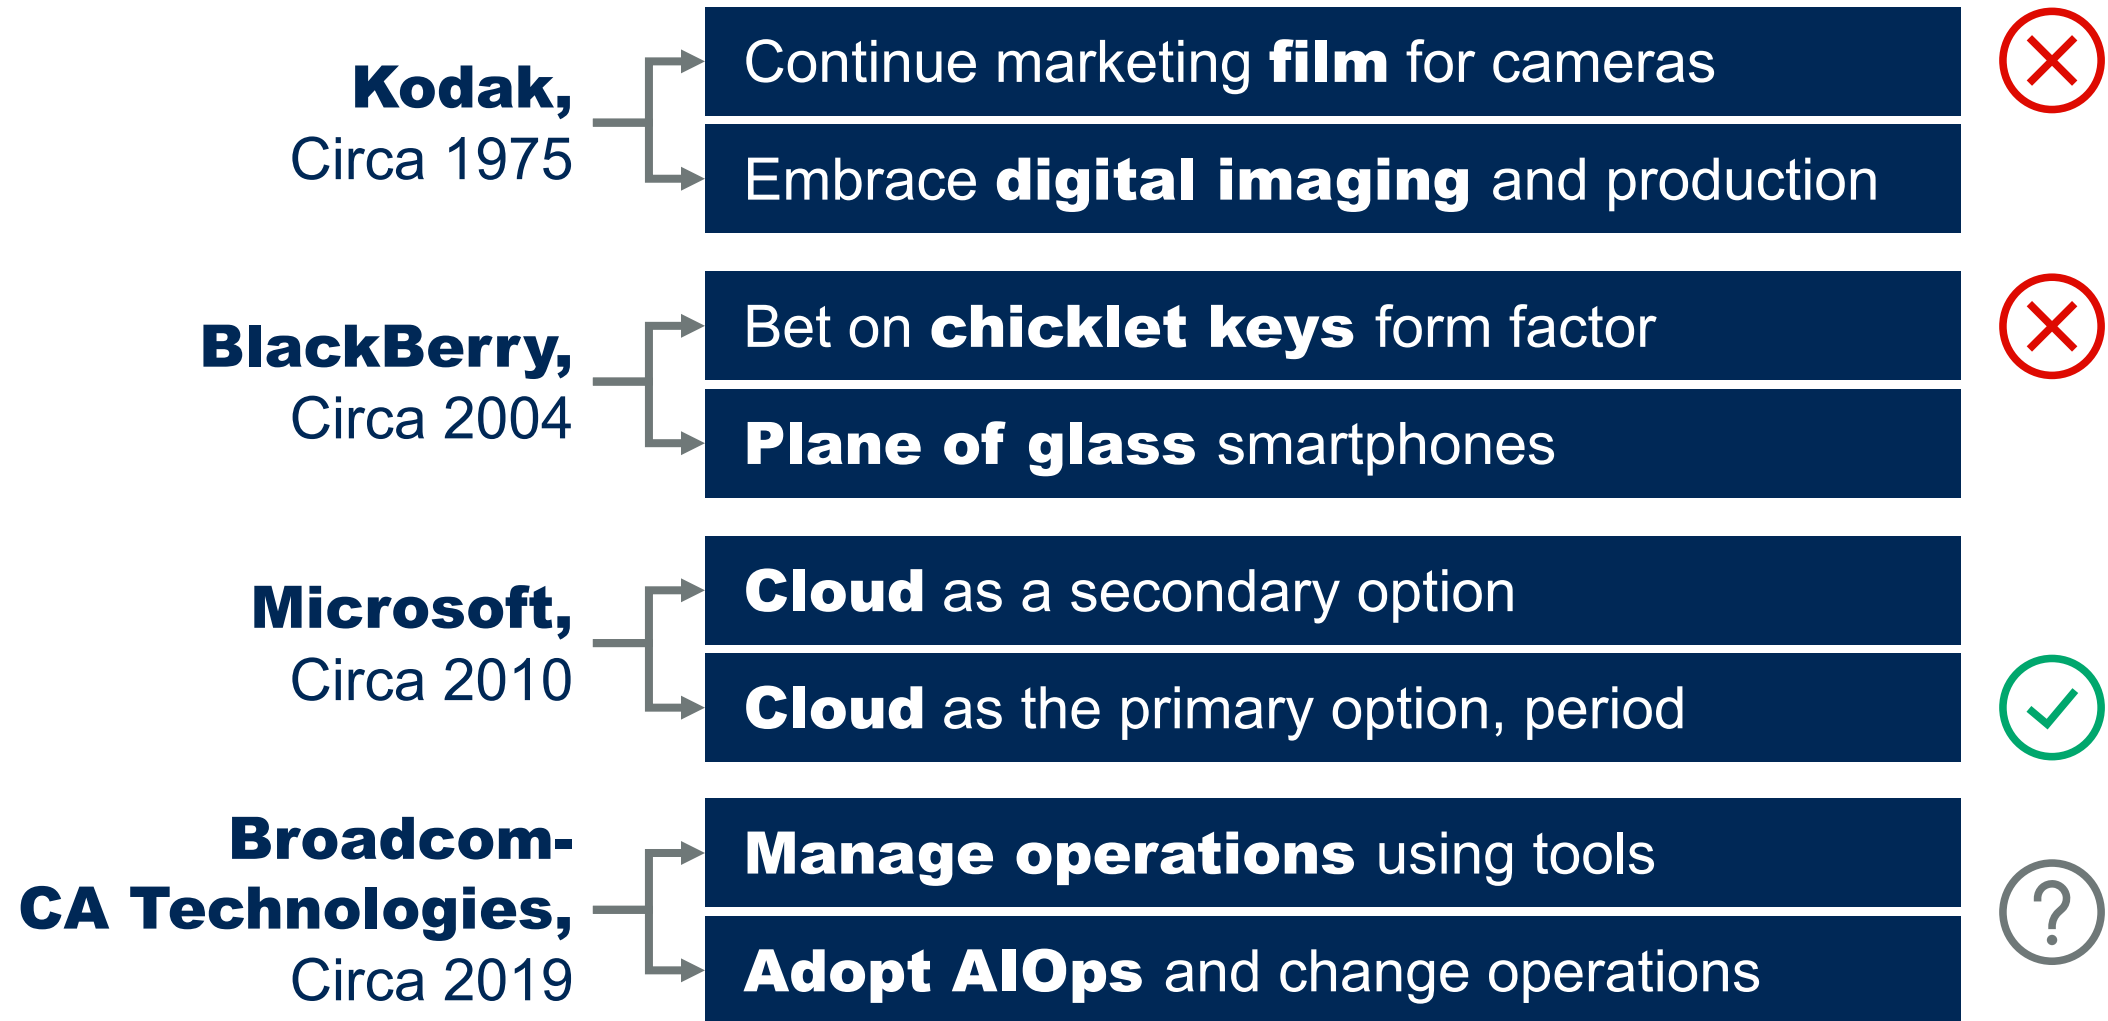 Kodak,
Circa 1975
Continue marketing film for cameras
Embrace digital imaging and production
BlackBerry,
Circa 2004
Bet on chicklet keys form factor
Plane of glass smartphones
Microsoft,
Circa 2010
Cloud as a secondary option
Cloud as the primary option, period
Broadcom-
CA Technologies,
Circa 2019
Manage operations using tools
Adopt AIOps and change operations
?